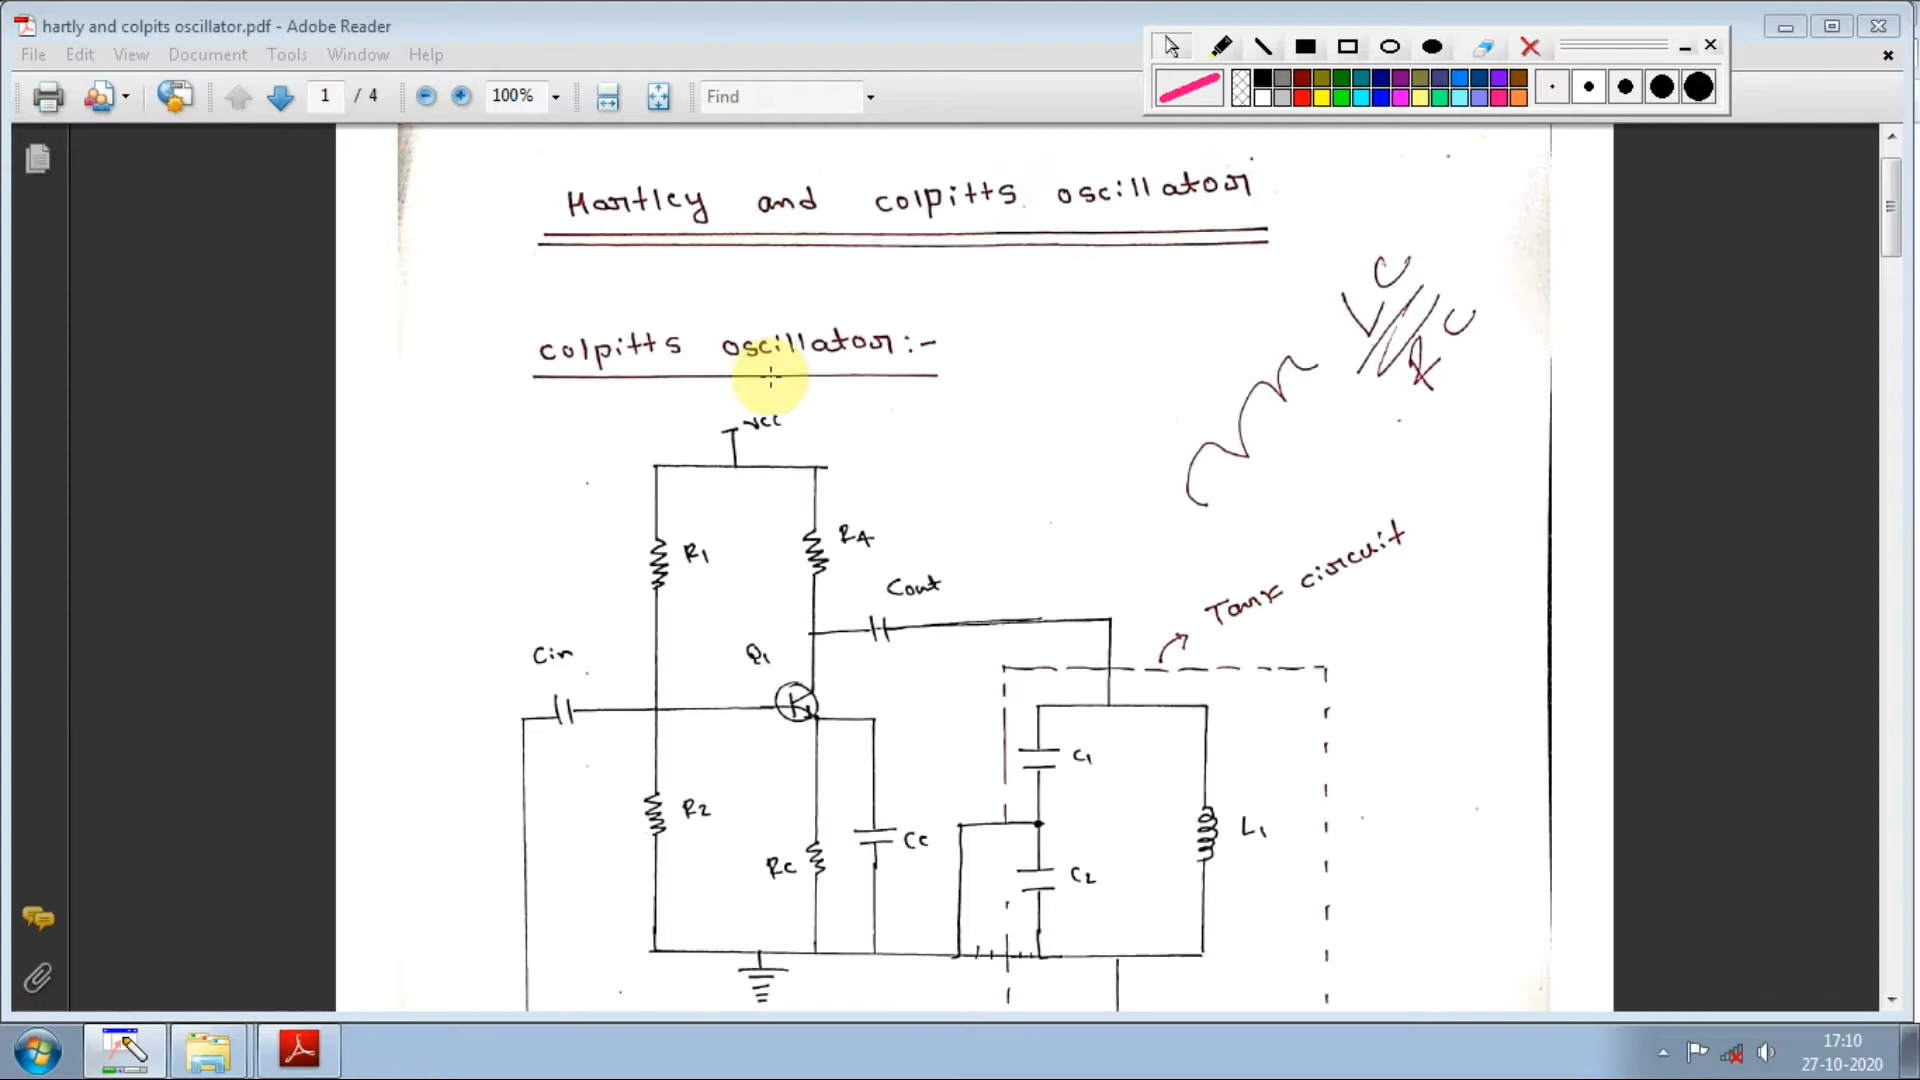 hartly and colpits oscillator.pdf - Adobe Reader
File Edit View Document Tools Window Help
1 / 4 100% Find
Hartley and colpitts oscillator
LC
RC
colpitts oscillator:-
VCC
R1
R4
Cout
Tank circuit
Cin
Q1
C1
R2
L1
Rc
Cc
C2
17:10
27-10-2020